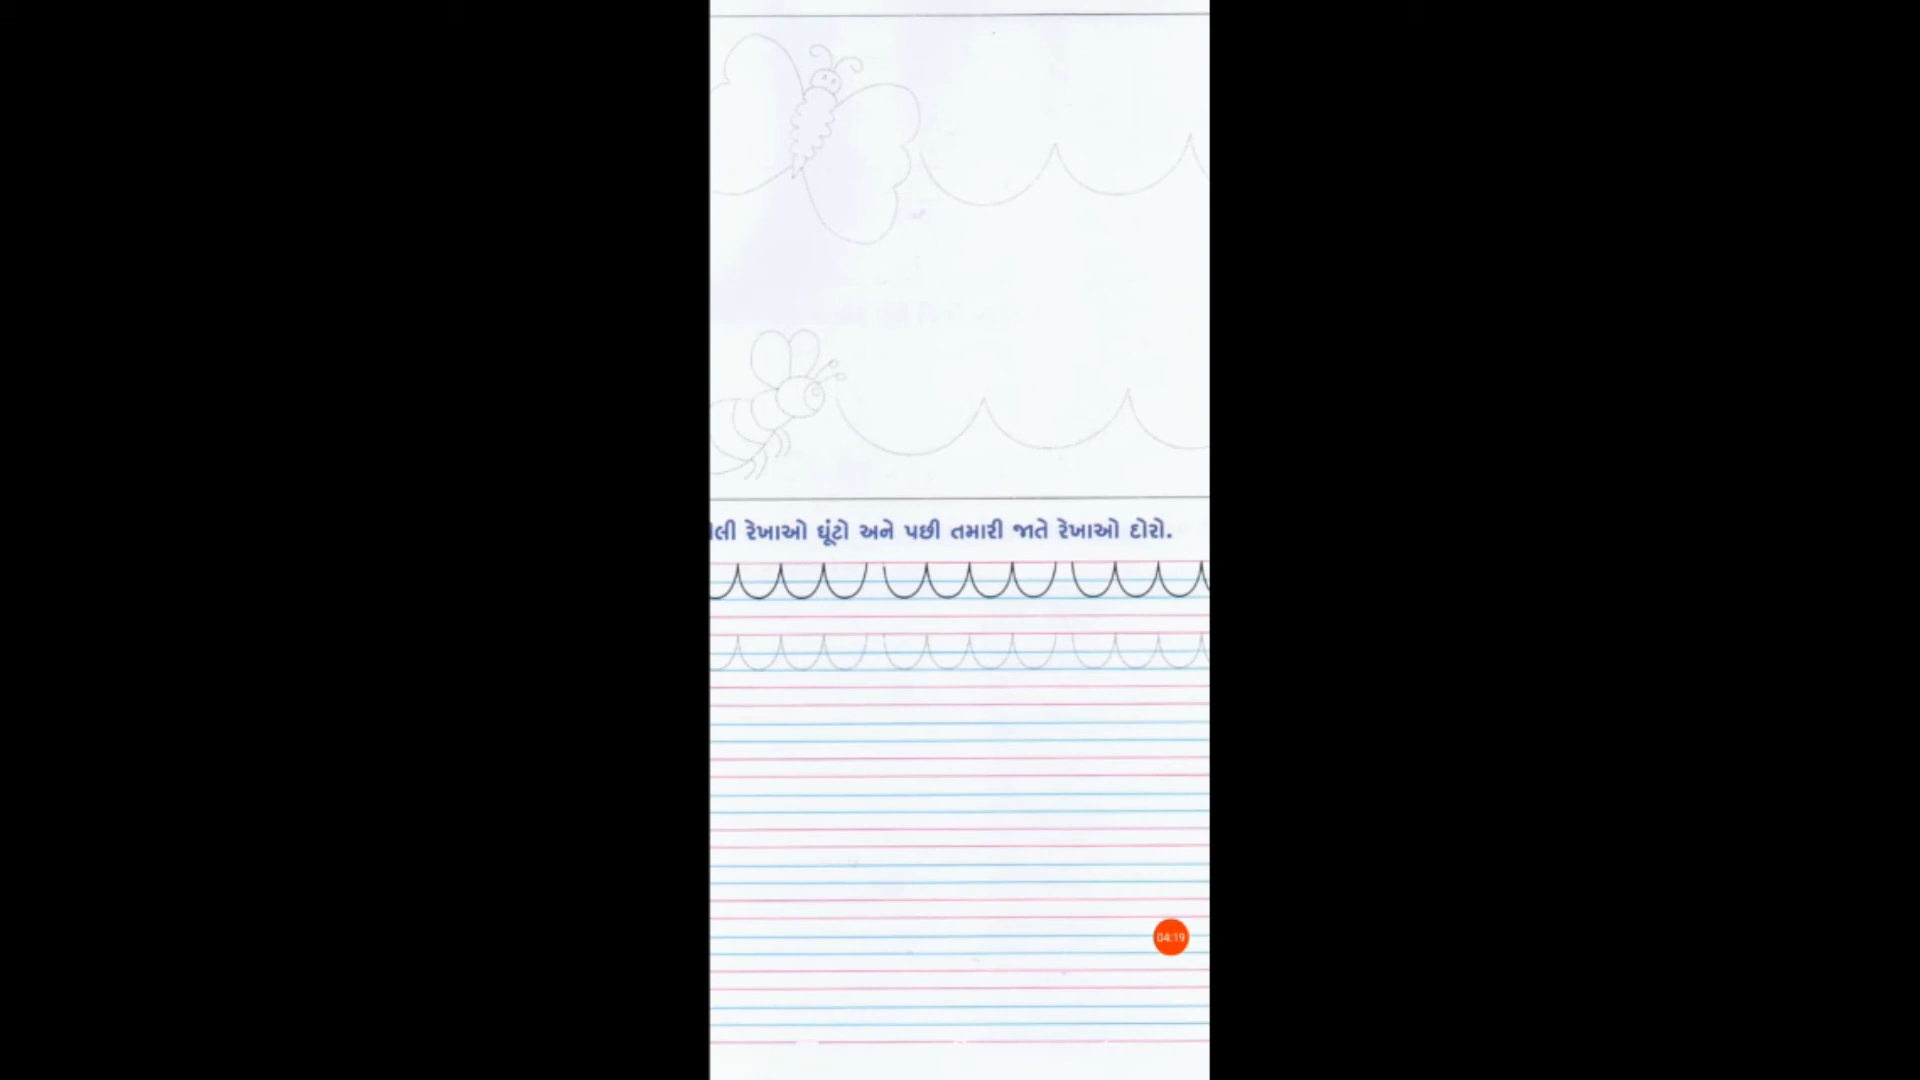 લી રેખાઓ ઘૂંટો અને પછી તમારી જાતે રેખાઓ દોરો.
04:19